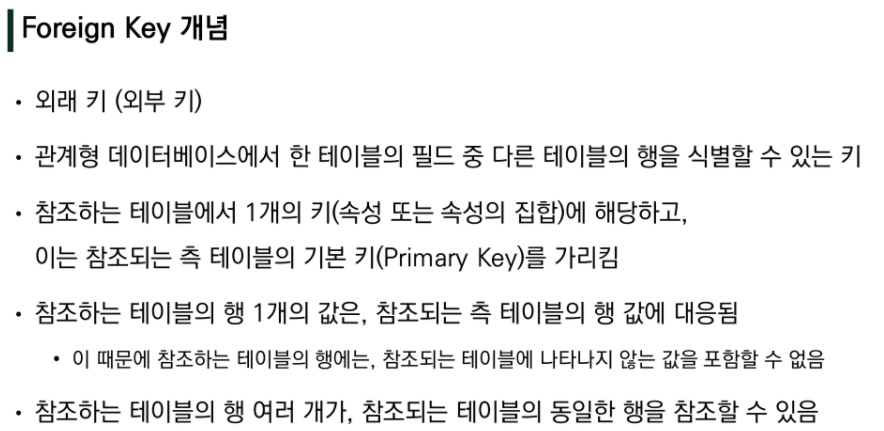 Foreign Key 개념
• 외래 키 (외부 키)
• 관계형 데이터베이스에서 한 테이블의 필드 중 다른 테이블의 행을 식별할 수 있는 키
• 참조하는 테이블에서 1개의 키(속성 또는 속성의 집합)에 해당하고,
이는 참조되는 측 테이블의 기본 키(Primary Key)를 가리킴
• 참조하는 테이블의 행 1개의 값은, 참조되는 측 테이블의 행 값에 대응됨
• 이 때문에 참조하는 테이블의 행에는, 참조되는 테이블에 나타나지 않는 값을 포함할 수 없음
• 참조하는 테이블의 행 여러 개가, 참조되는 테이블의 동일한 행을 참조할 수 있음